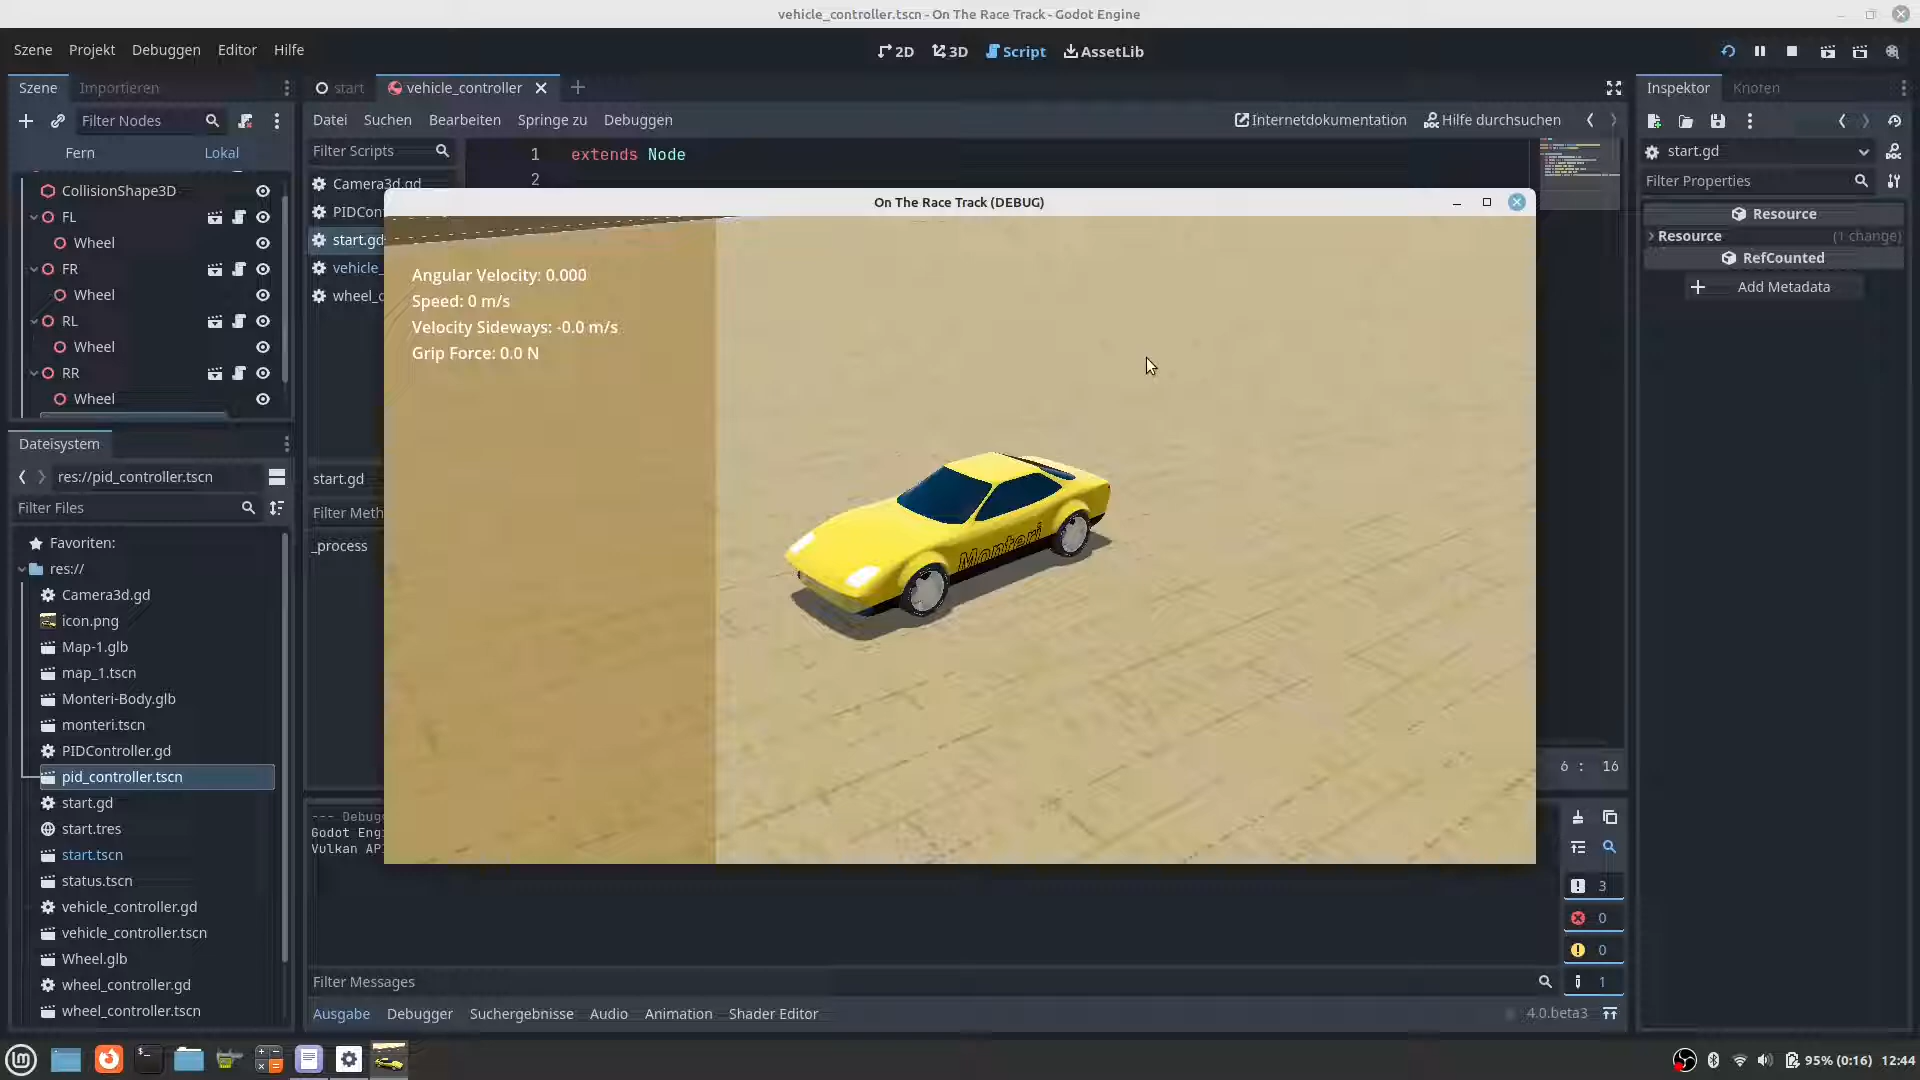 vehicle_controller.tscn - On The Race Track - Godot Engine
Szene Projekt Debuggen Editor Hilfe
2D 3D Script AssetLib
Szene Importieren
start vehicle_controller
Inspektor Knoten
Filter Nodes
Datei Suchen Bearbeiten Springe zu Debuggen
Internetdokumentation Hilfe durchsuchen
Fern Lokal
Filter Scripts
1 extends Node
2
start.gd
Filter Properties
CollisionShape3D
FL
Wheel
FR
Wheel
RL
Wheel
RR
Wheel
Camera3d.gd
PIDCon
start.gd
vehicle_
wheel_c
Resource
Resource (1 change)
RefCounted
Add Metadata
On The Race Track (DEBUG)
Angular Velocity: 0.000
Speed: 0 m/s
Velocity Sideways: -0.0 m/s
Grip Force: 0.0 N
Monteri
Dateisystem
res://pid_controller.tscn
Filter Files
start.gd
Filter Meth
_process
Favoriten:
res://
Camera3d.gd
icon.png
Map-1.glb
map_1.tscn
Monteri-Body.glb
monteri.tscn
PIDController.gd
pid_controller.tscn
start.gd
start.tres
start.tscn
status.tscn
vehicle_controller.gd
vehicle_controller.tscn
Wheel.glb
wheel_controller.gd
wheel_controller.tscn
6 : 16
--- Debug
Godot Eng
Vulkan AP
3
0
0
1
Filter Messages
Ausgabe Debugger Suchergebnisse Audio Animation Shader Editor
4.0.beta3
95% (0:16) 12:44